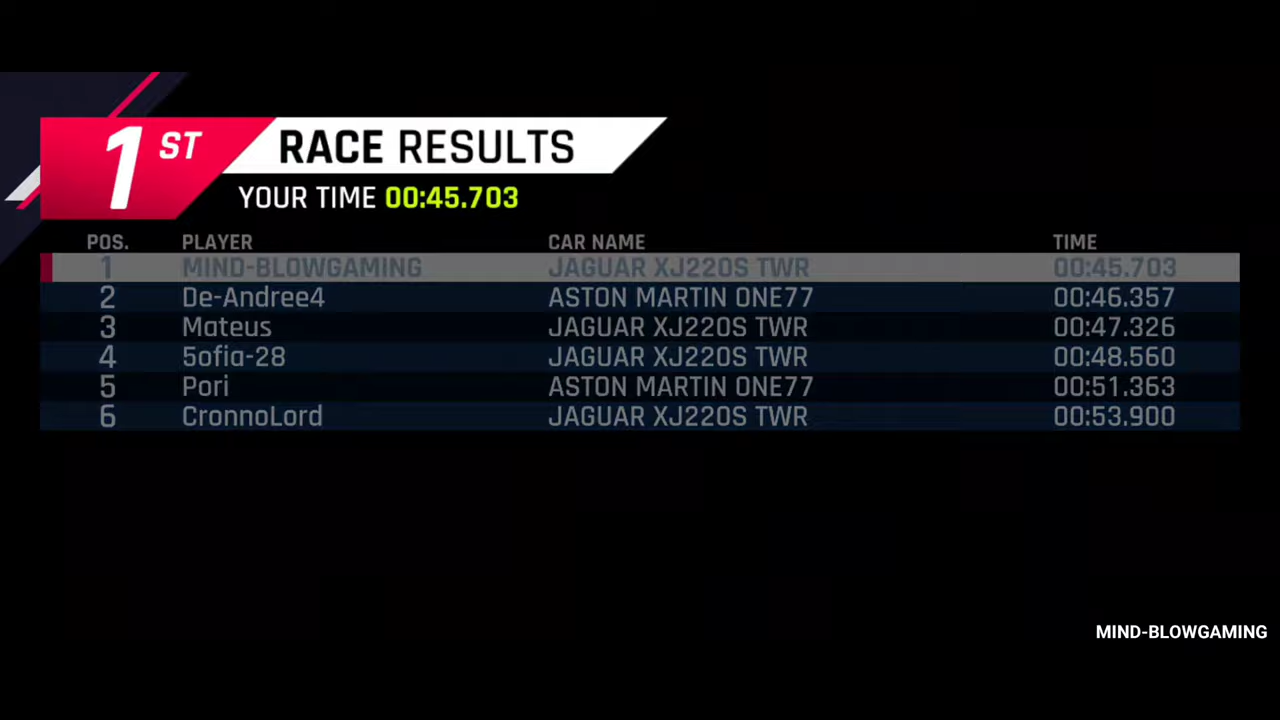 1ST
RACE RESULTS
YOUR TIME 00:45.703
POS. PLAYER CAR NAME TIME
1 MIND-BLOWGAMING JAGUAR XJ220S TWR 00:45.703
2 De-Andree4 ASTON MARTIN ONE77 00:46.357
3 Mateus JAGUAR XJ220S TWR 00:47.326
4 5ofia-28 JAGUAR XJ220S TWR 00:48.560
5 Pori ASTON MARTIN ONE77 00:51.363
6 CronnoLord JAGUAR XJ220S TWR 00:53.900
MIND-BLOWGAMING